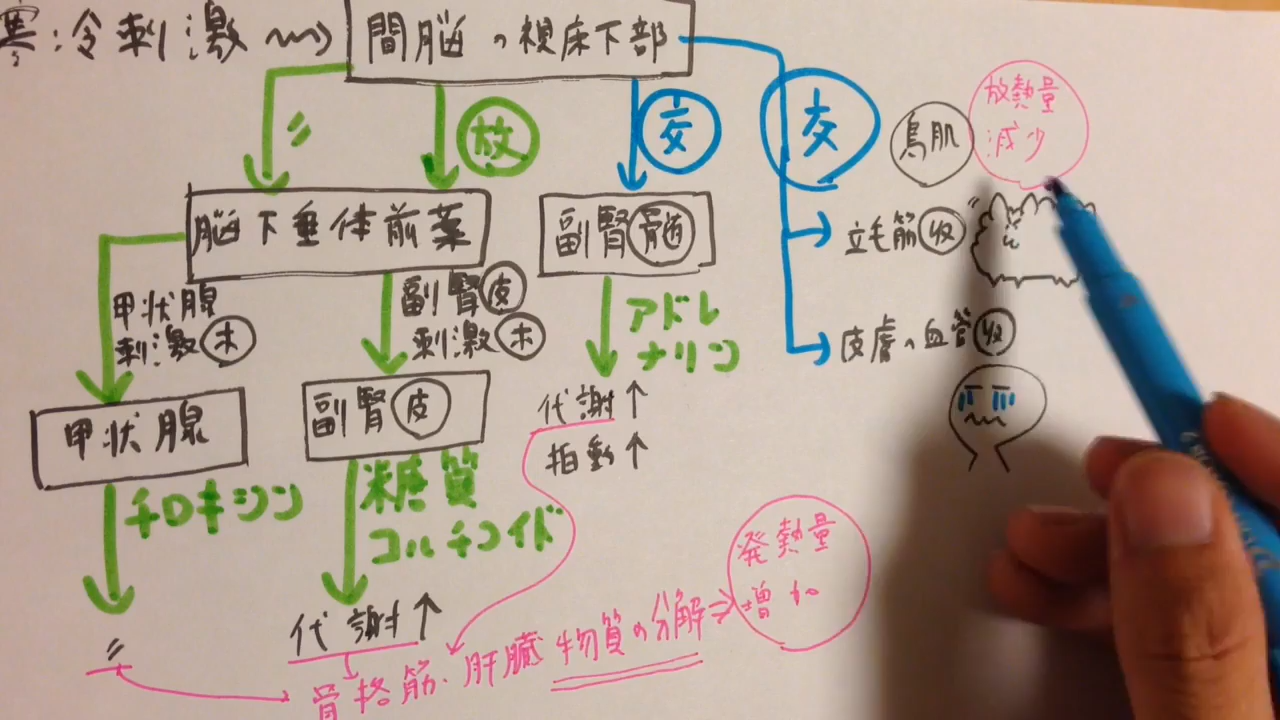 寒冷刺激
間脳の視床下部
〃
放
交
交
鳥肌
放熱量
減少
脳下垂体前葉
副腎髄
立毛筋収
甲状腺
刺激ホ
副腎皮
刺激ホ
アドレ
ナリン
皮膚の血管収
甲状腺
副腎皮
代謝↑
拍動↑
チロキシン
糖質
コルチコイド
発熱量
増加
〃
代謝↑
骨格筋、肝臓 物質の分解⇒